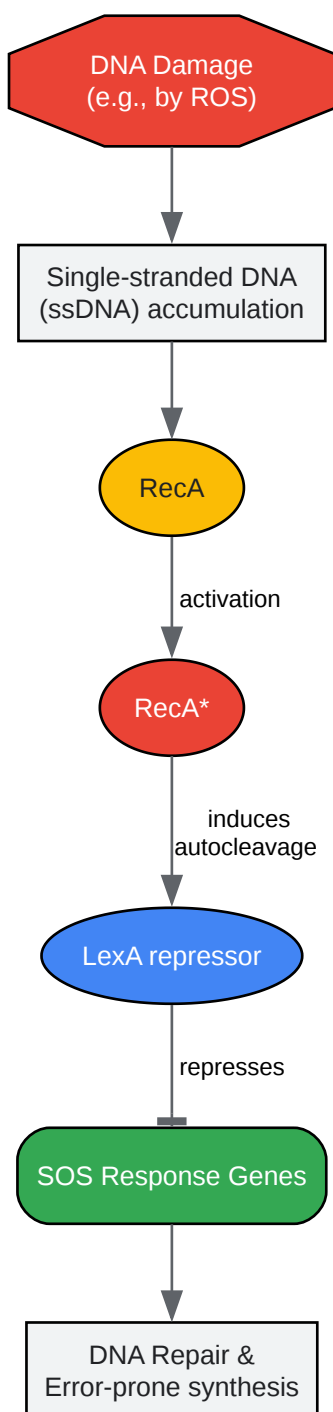 DNA Damage
(e.g., by ROS)
Single-stranded DNA
(ssDNA) accumulation
RecA
activation
RecA*
induces
autocleavage
LexA repressor
represses
SOS Response Genes
DNA Repair &
Error-prone synthesis